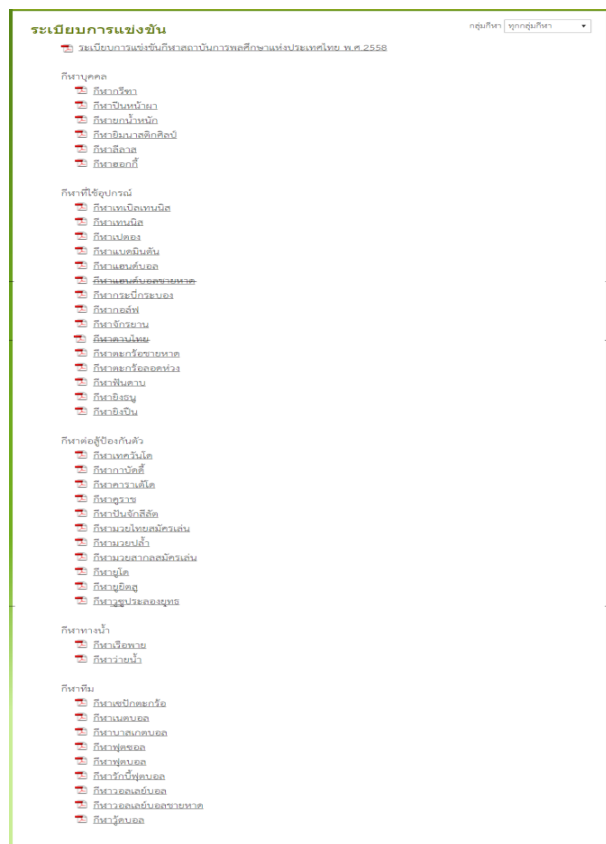 ระเบียบการแข่งขัน
กลุ่มกีฬา ทุกกลุ่มกีฬา
ระเบียบการแข่งขันกีฬาสถาบันการพลศึกษาแห่งประเทศไทย พ.ศ.2558
กีฬาบุคคล
กีฬากรีฑา
กีฬาปีนหน้าผา
กีฬายกน้ำหนัก
กีฬายิมนาสติกศิลป์
กีฬาลีลาส
กีฬาฮอกกี้
กีฬาที่ใช้อุปกรณ์
กีฬาเทเบิลเทนนิส
กีฬาเทนนิส
กีฬาเปตอง
กีฬาแบดมินตัน
กีฬาแฮนด์บอล
กีฬาแฮนด์บอลชายหาด
กีฬากระบี่กระบอง
กีฬากอล์ฟ
กีฬาจักรยาน
กีฬาดาบไทย
กีฬาตะกร้อชายหาด
กีฬาตะกร้อลอดห่วง
กีฬาฟันดาบ
กีฬายิงธนู
กีฬายิงปืน
กีฬาต่อสู้ป้องกันตัว
กีฬาเทควันโด
กีฬากาบัดดี้
กีฬาคาราเต้โด
กีฬาคูราช
กีฬาปันจักสีลัต
กีฬามวยไทยสมัครเล่น
กีฬามวยปล้ำ
กีฬามวยสากลสมัครเล่น
กีฬายูโด
กีฬายูยิตสู
กีฬาวูซูประลองยุทธ
กีฬาทางน้ำ
กีฬาเรือพาย
กีฬาว่ายน้ำ
กีฬาทีม
กีฬาเซปักตะกร้อ
กีฬาเนตบอล
กีฬาบาสเกตบอล
กีฬาฟุตซอล
กีฬาฟุตบอล
กีฬารักบี้ฟุตบอล
กีฬาวอลเลย์บอล
กีฬาวอลเลย์บอลชายหาด
กีฬาวู้ดบอล